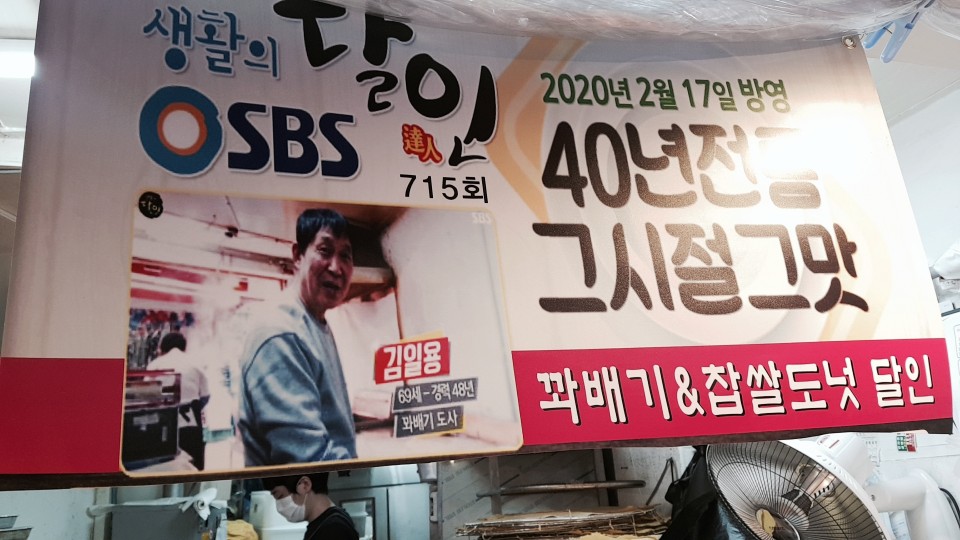 생활의 달인
達人
SBS
715회
SBS
김일용
69세 - 경력 48년
꽈배기 도사
2020년 2월 17일 방영
40년전
그시절그맛
꽈배기&찹쌀도넛 달인